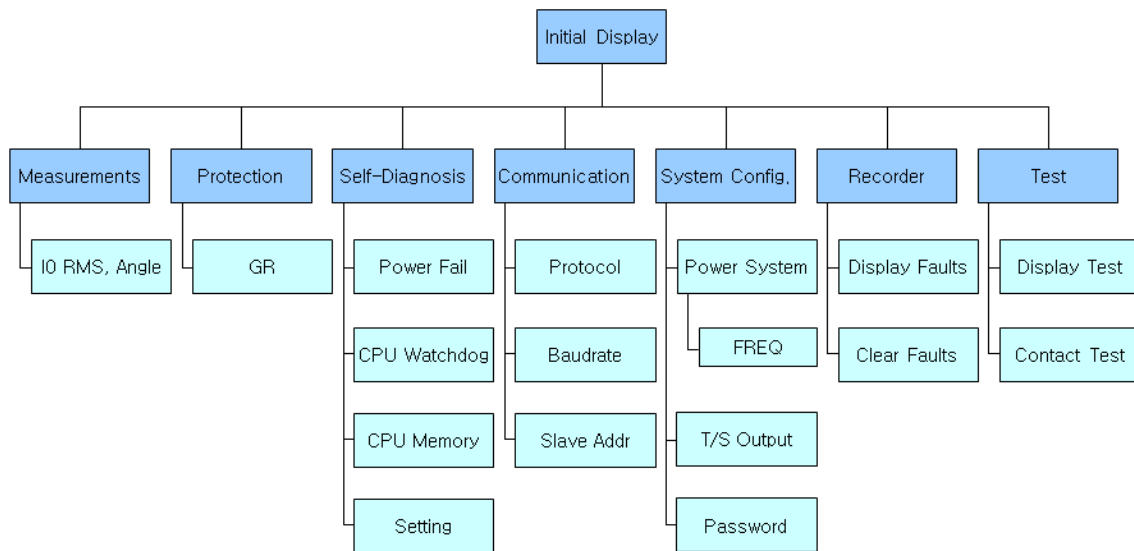 Initial Display
Measurements
Protection
Self-Diagnosis
Communication
System Config.
Recorder
Test
I0 RMS, Angle
GR
Power Fail
Protocol
Power System
Display Faults
Display Test
CPU Watchdog
Baudrate
FREQ
Clear Faults
Contact Test
CPU Memory
Slave Addr
T/S Output
Setting
Password